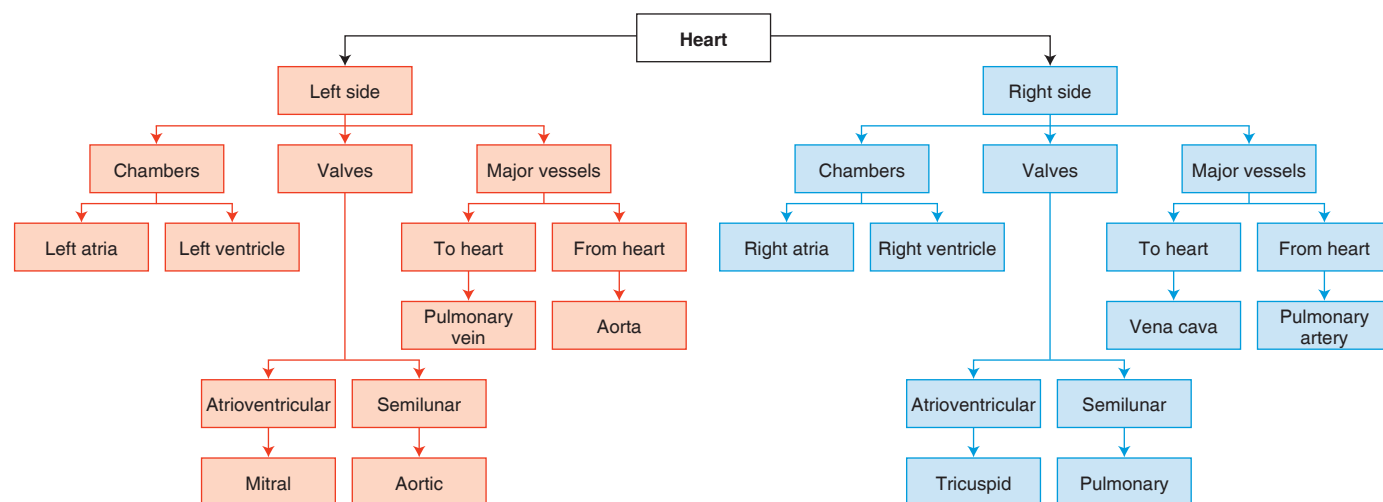 Heart
Left side
Right side
Chambers
Valves
Major vessels
Chambers
Valves
Major vessels
Left atria
Left ventricle
To heart
From heart
Right atria
Right ventricle
To heart
From heart
Pulmonary
vein
Aorta
Vena cava
Pulmonary
artery
Atrioventricular
Semilunar
Atrioventricular
Semilunar
Mitral
Aortic
Tricuspid
Pulmonary